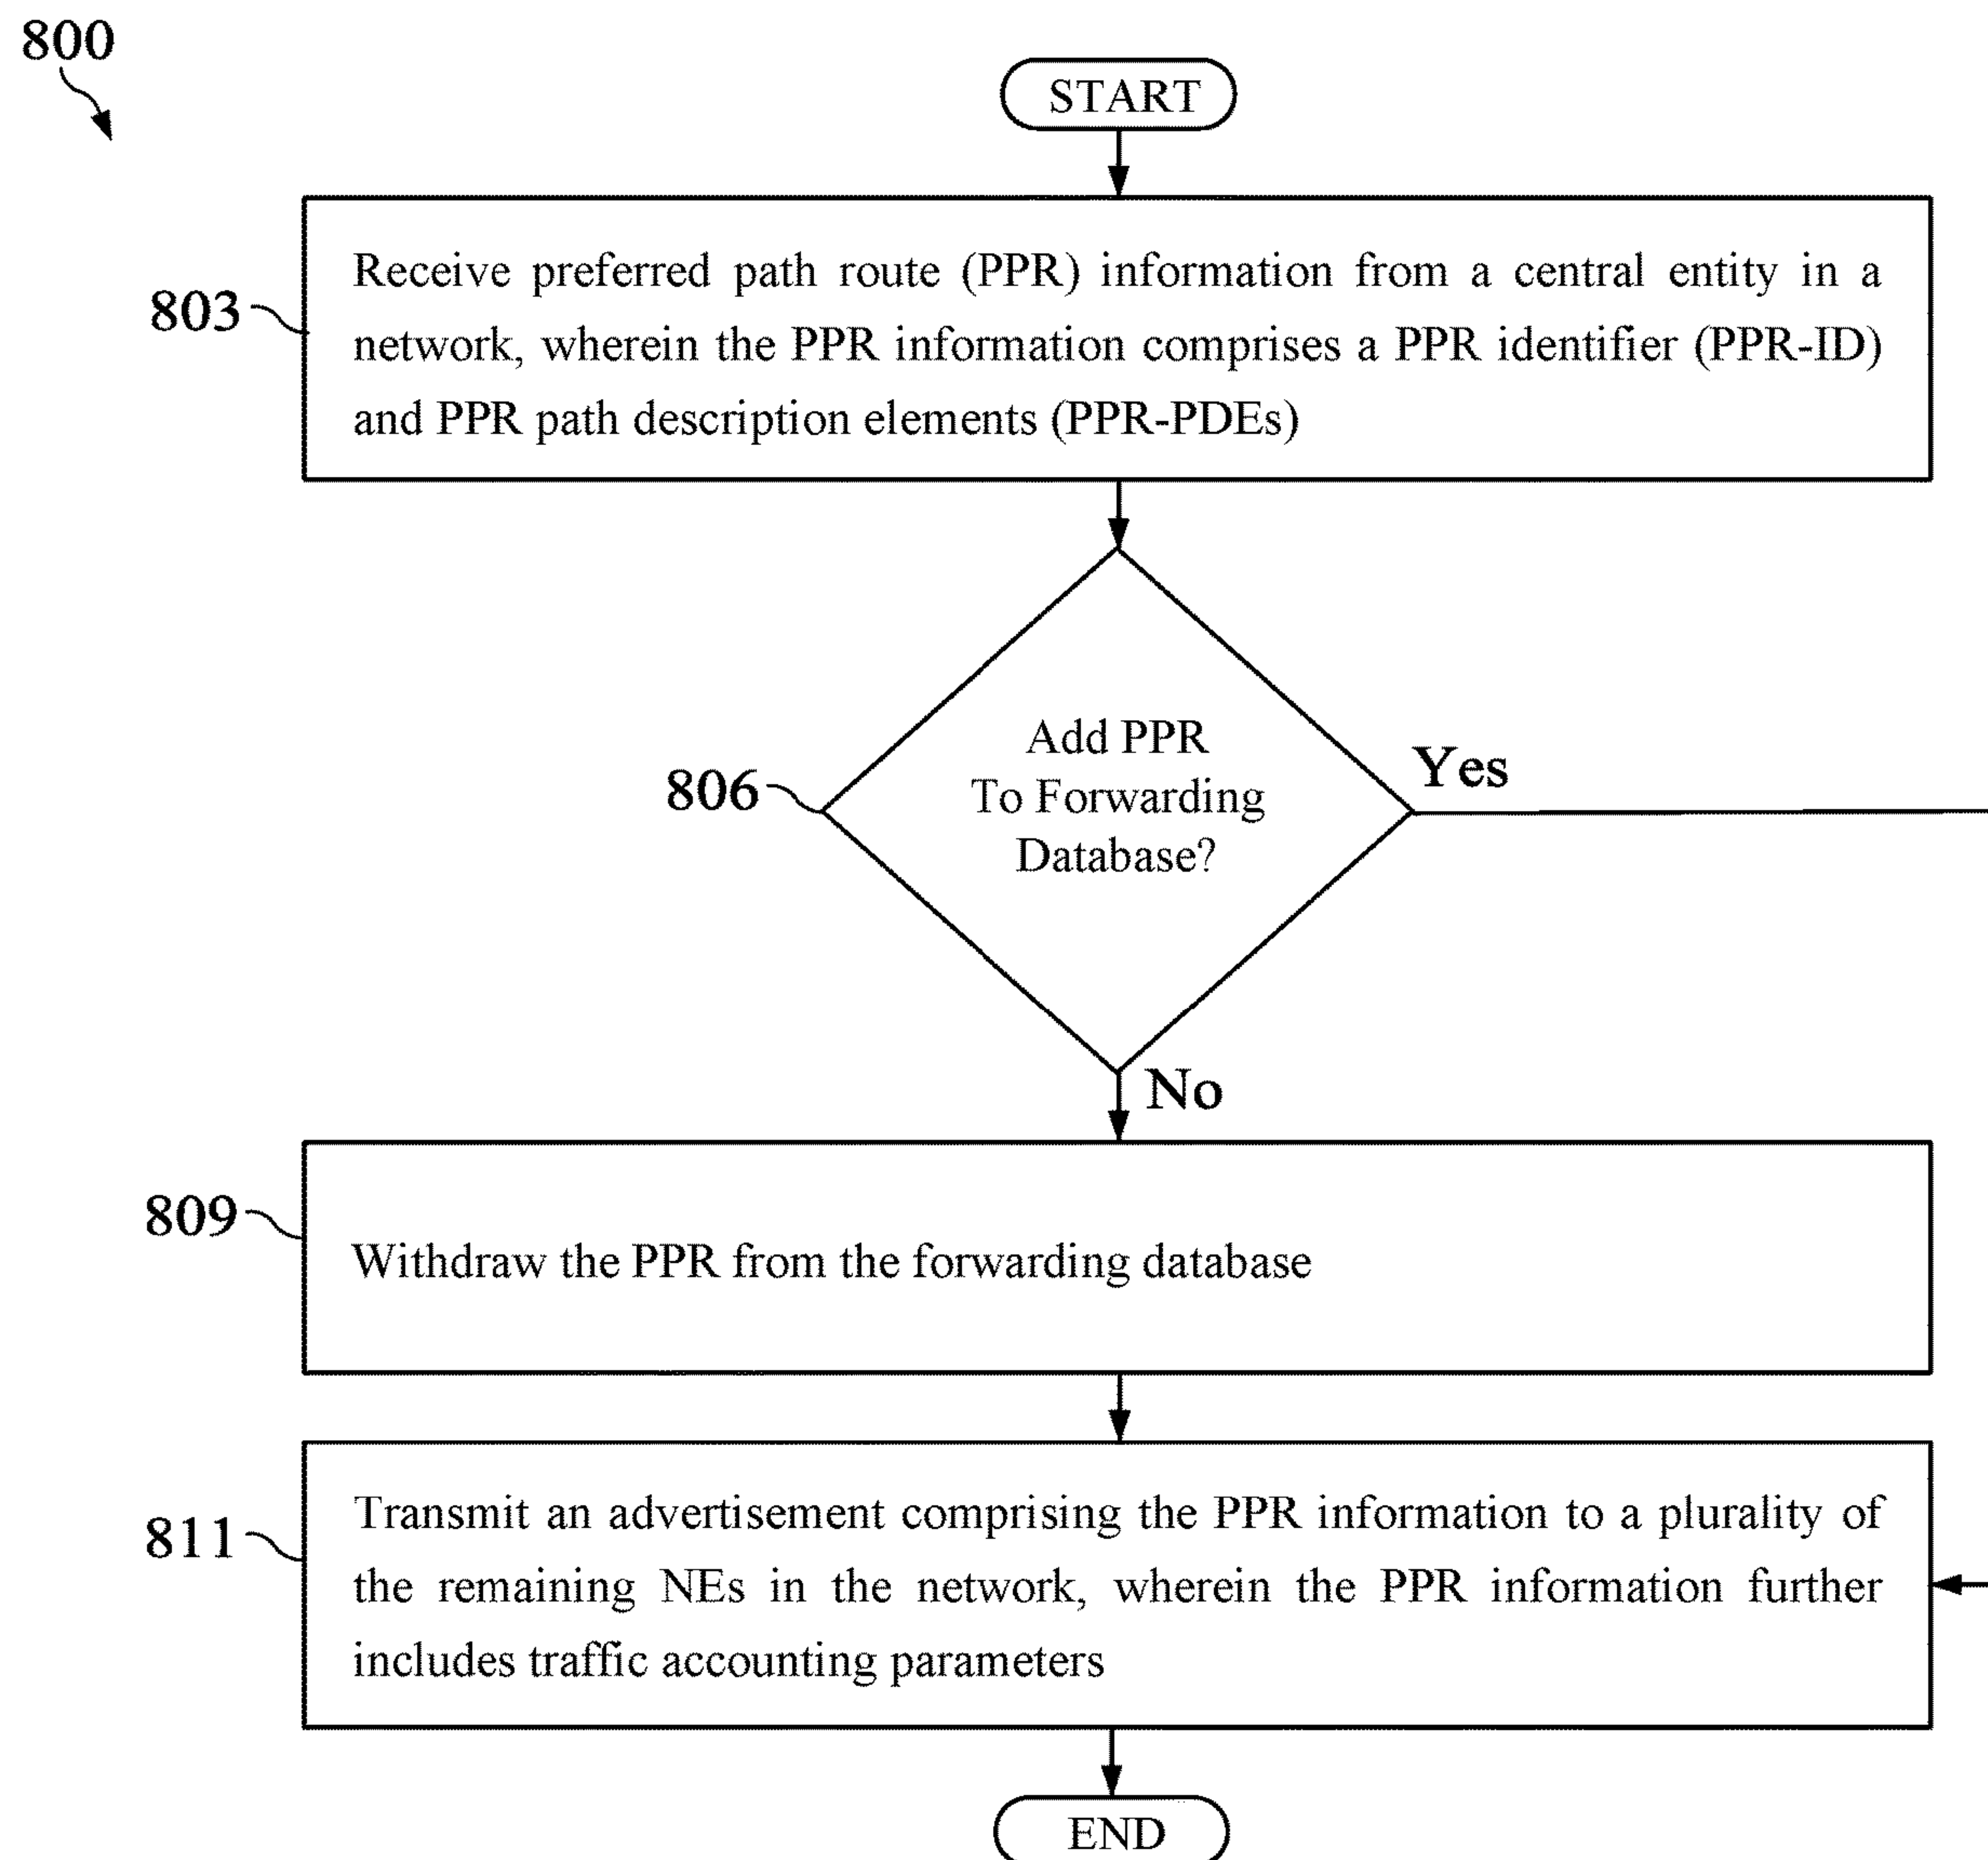 800
START
803
Receive preferred path route (PPR) information from a central entity in a
network, wherein the PPR information comprises a PPR identifier (PPR-ID)
and PPR path description elements (PPR-PDEs)
806
Add PPR
To Forwarding
Database?
Yes
No
809
Withdraw the PPR from the forwarding database
811
Transmit an advertisement comprising the PPR information to a plurality of
the remaining NEs in the network, wherein the PPR information further
includes traffic accounting parameters
END